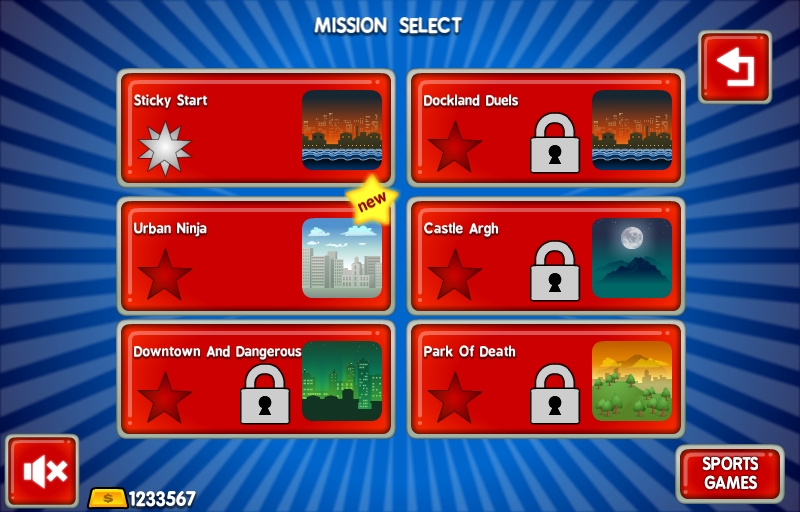 MISSION SELECT
Sticky Start
Dockland Duels
new
Urban Ninja
Castle Argh
Downtown And Dangerous
Park Of Death
SPORTS
GAMES
$
1233567